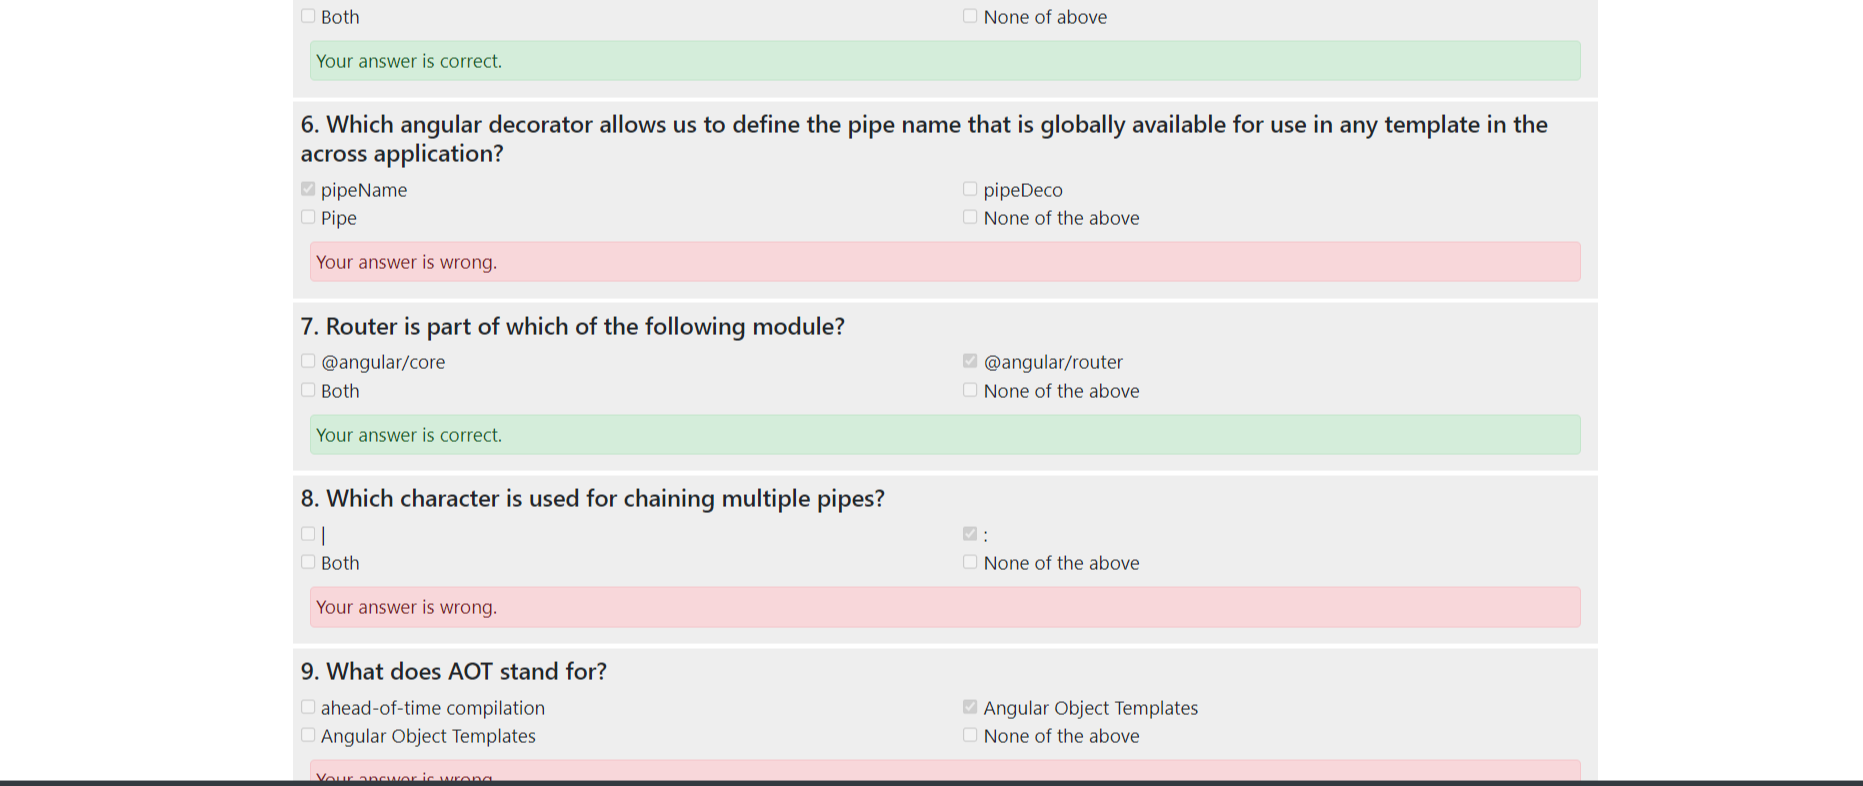 Both None of above
Your answer is correct.
6. Which angular decorator allows us to define the pipe name that is globally available for use in any template in the
across application?
pipeName pipeDeco
Pipe None of the above
Your answer is wrong.
7. Router is part of which of the following module?
@angular/core @angular/router
Both None of the above
Your answer is correct.
8. Which character is used for chaining multiple pipes?
| :
Both None of the above
Your answer is wrong.
9. What does AOT stand for?
ahead-of-time compilation Angular Object Templates
Angular Object Templates None of the above
Your answer is wrong.